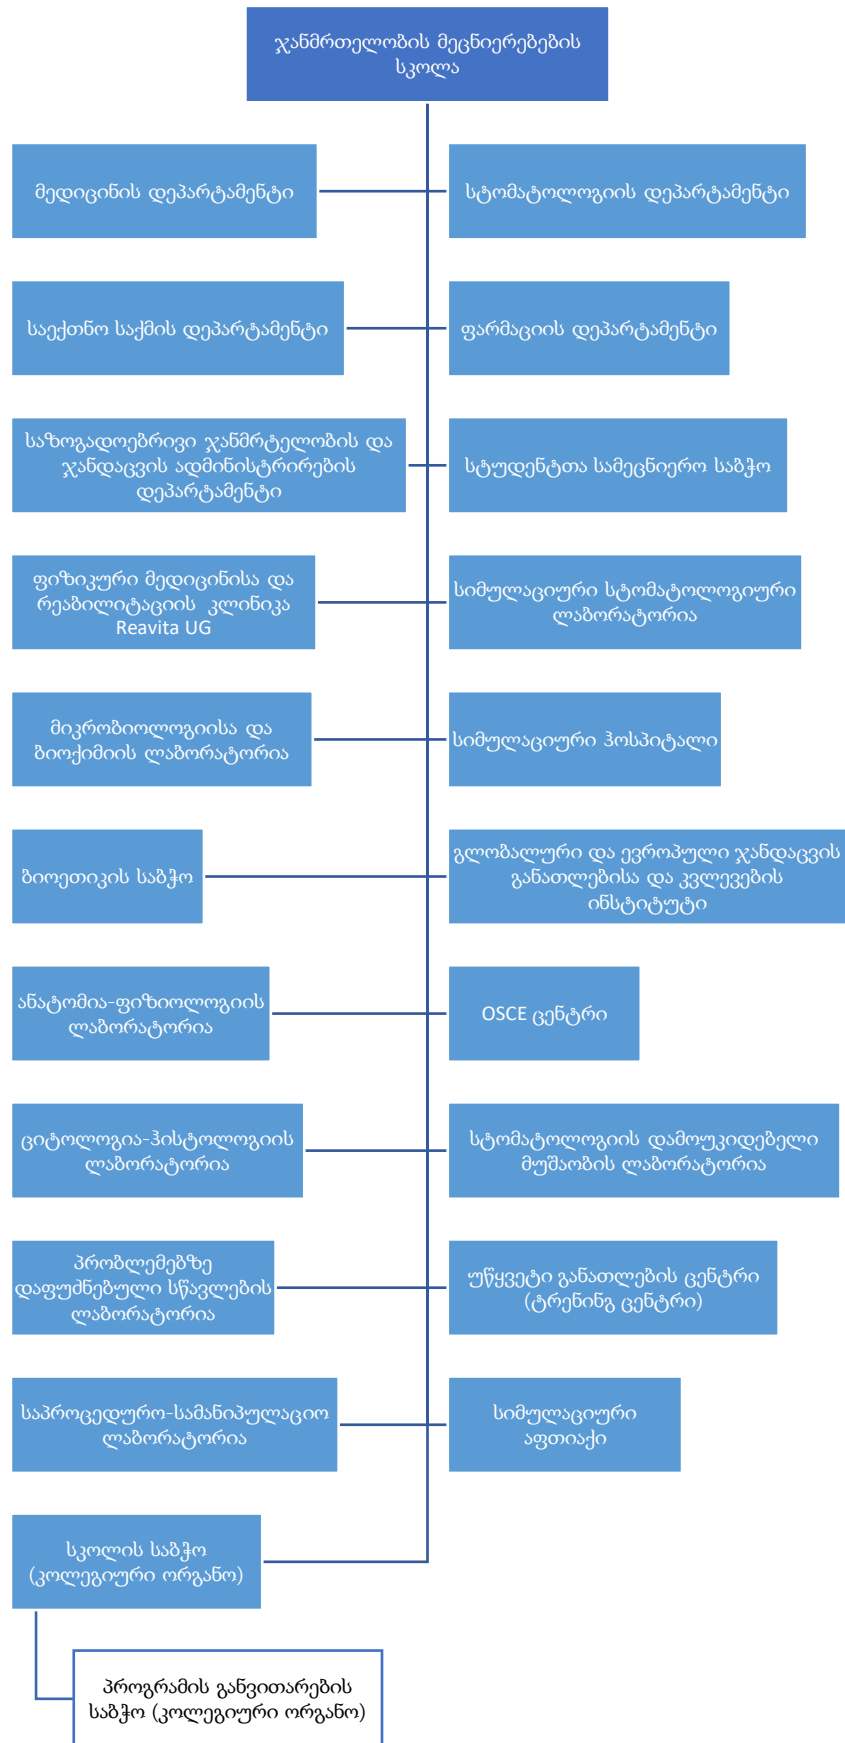 ჯანმრთელობის მეცნიერებების
სკოლა
მედიცინის დეპარტამენტი
სტომატოლოგიის დეპარტამენტი
საექთნო საქმის დეპარტამენტი
ფარმაციის დეპარტამენტი
საზოგადოებრივი ჯანმრტელობის და
ჯანდაცვის ადმინისტრირების
დეპარტამენტი
სტუდენტთა სამეცნიერო საბჭო
ფიზიკური მედიცინისა და
რეაბილიტაციის კლინიკა
Reavita UG
სიმულაციური სტომატოლოგიური
ლაბორატორია
მიკრობიოლოგიისა და
ბიოქიმიის ლაბორატორია
სიმულაციური ჰოსპიტალი
ბიოეთიკის საბჭო
გლობალური და ევროპული ჯანდაცვის
განათლებისა და კვლევების
ინსტიტუტი
ანატომია-ფიზიოლოგიის
ლაბორატორია
OSCE ცენტრი
ციტოლოგია-ჰისტოლოგიის
ლაბორატორია
სტომატოლოგიის დამოუკიდებელი
მუშაობის ლაბორატორია
პრობლემებზე
დაფუძნებული სწავლების
ლაბორატორია
უწყვეტი განათლების ცენტრი
(ტრენინგ ცენტრი)
საპროცედურო-სამანიპულაციო
ლაბორატორია
სიმულაციური
აფთიაქი
სკოლის საბჭო
(კოლეგიური ორგანო)
პროგრამის განვითარების
საბჭო (კოლეგიური ორგანო)